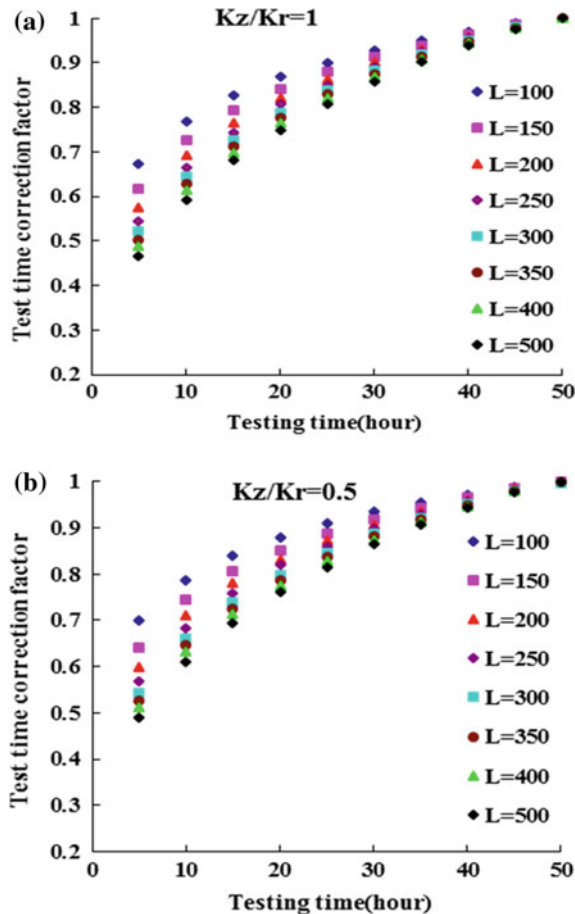 (a)
Kz/Kr=1
Test time correction factor
1
0.9
0.8
0.7
0.6
0.5
0.4
0.3
0.2
0 10 20 30 40 50
Testing time(hour)
L=100
L=150
L=200
L=250
L=300
L=350
L=400
L=500
(b)
Kz/Kr=0.5
Test time correction factor
1
0.9
0.8
0.7
0.6
0.5
0.4
0.3
0.2
0 10 20 30 40 50
Testing time(hour)
L=100
L=150
L=200
L=250
L=300
L=350
L=400
L=500